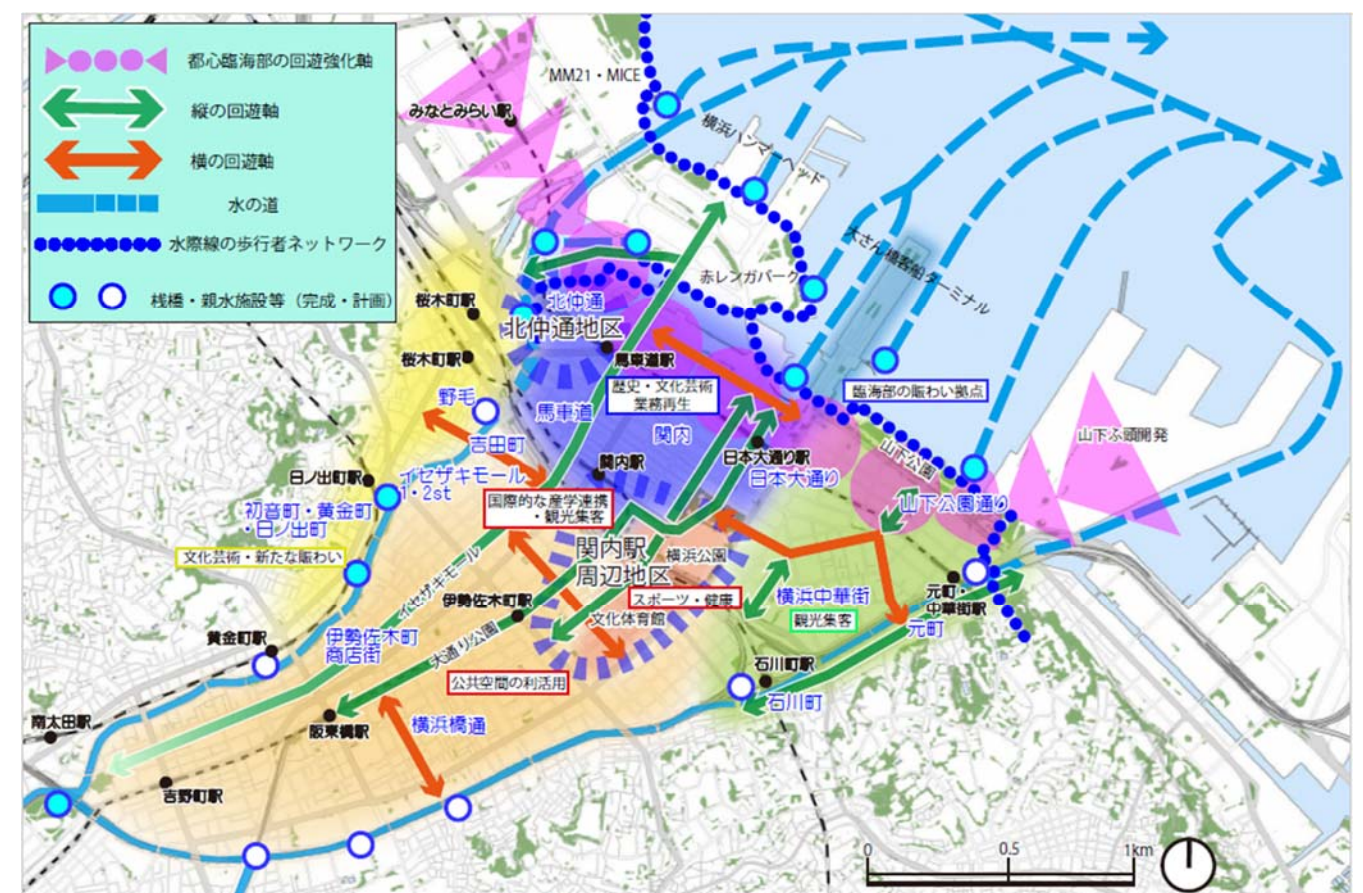 都心臨海部の回遊強化軸
縦の回遊軸
横の回遊軸
水の道
水際線の歩行者ネットワーク
桟橋・親水施設等（完成・計画）
MM21・MICE
みなとみらい駅
横浜ハンマーヘッド
大さん橋客船ターミナル
赤レンガパーク
桜木町駅
北仲通
北仲通地区
馬車道駅
桜木町駅
歴史・文化芸術
業務再生
臨海部の賑わい拠点
野毛
馬車道
関内
吉田町
山下ふ頭開発
山下公園
日本大通り駅
日本大通り
関内駅
日ノ出町駅
イセザキモール
1・2st
山下公園通り
初音町・黄金町
・日ノ出町
国際的な産学連携
・観光集客
文化芸術・新たな賑わい
関内駅
周辺地区
横浜公園
イセザキモール
スポーツ・健康
横浜中華街
元町・
中華街駅
伊勢佐木町駅
文化体育館
観光集客
元町
黄金町駅
伊勢佐木町
商店街
大通り公園
石川町駅
公共空間の利活用
石川町
南太田駅
阪東橋駅
横浜橋通
吉野町駅
0 0.5 1km